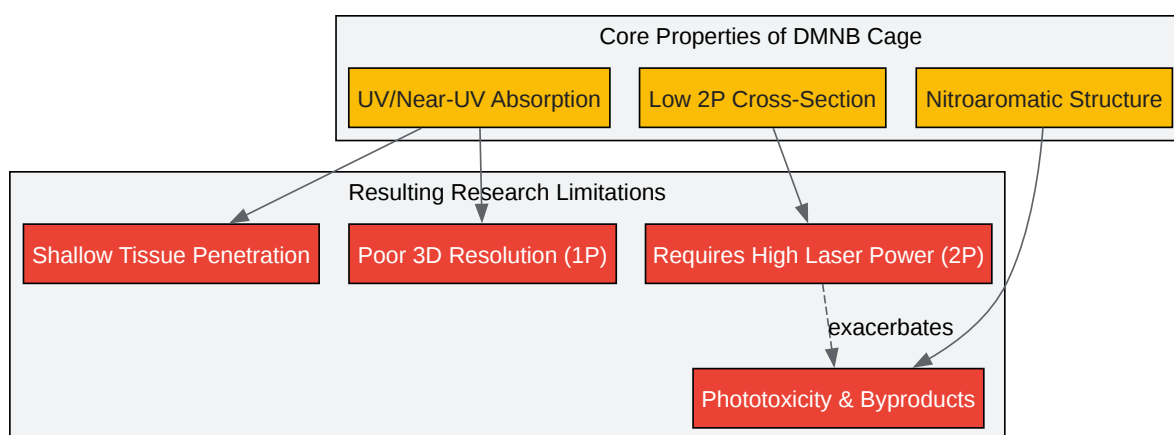 Core Properties of DMNB Cage
UV/Near-UV Absorption
Low 2P Cross-Section
Nitroaromatic Structure
Resulting Research Limitations
Shallow Tissue Penetration
Poor 3D Resolution (1P)
Requires High Laser Power (2P)
exacerbates
Phototoxicity & Byproducts